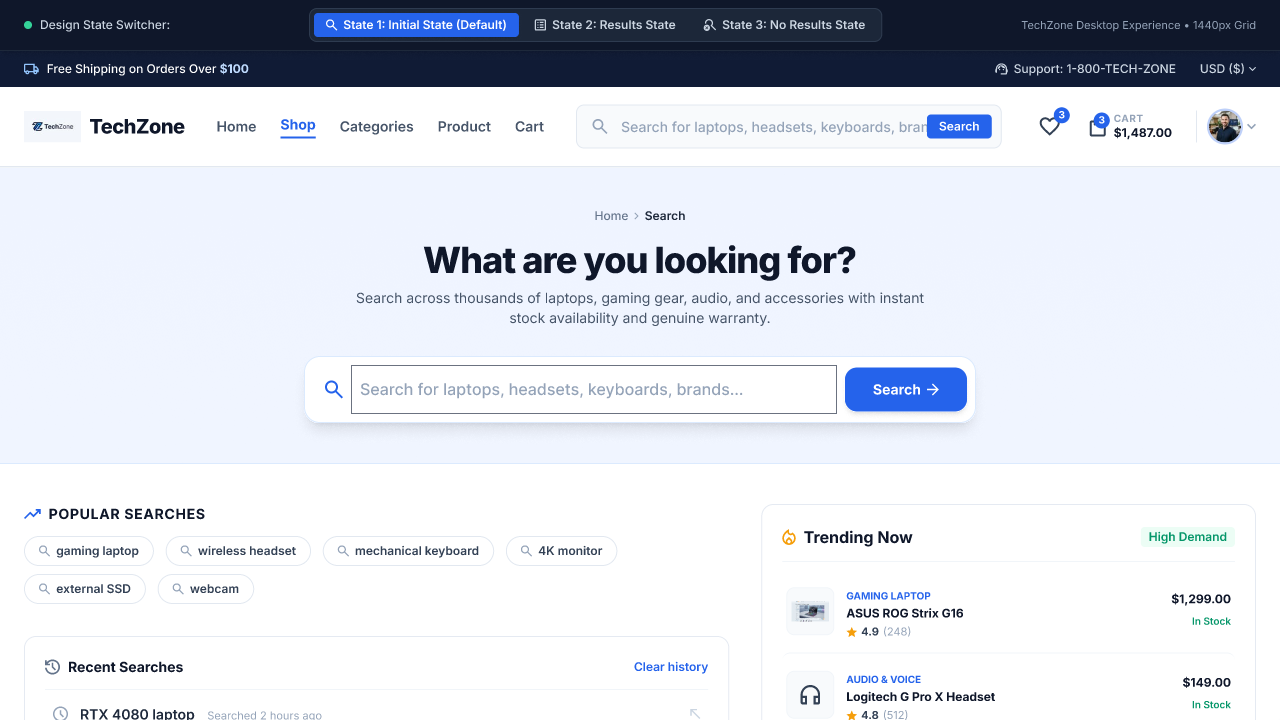 Design State Switcher:
State 1: Initial State (Default)
State 2: Results State
State 3: No Results State
TechZone Desktop Experience • 1440px Grid
Free Shipping on Orders Over $100
Support: 1-800-TECH-ZONE
USD ($)
TechZone
TechZone
Home
Shop
Categories
Product
Cart
Search for laptops, headsets, keyboards, bran
Search
3
3
CART
$1,487.00
Home
Search
What are you looking for?
Search across thousands of laptops, gaming gear, audio, and accessories with instant
stock availability and genuine warranty.
Search for laptops, headsets, keyboards, brands...
Search
POPULAR SEARCHES
gaming laptop
wireless headset
mechanical keyboard
4K monitor
external SSD
webcam
Recent Searches
Clear history
RTX 4080 laptop
Searched 2 hours ago
Trending Now
High Demand
GAMING LAPTOP
ASUS ROG Strix G16
4.9 (248)
$1,299.00
In Stock
AUDIO & VOICE
Logitech G Pro X Headset
4.8 (512)
$149.00
In Stock